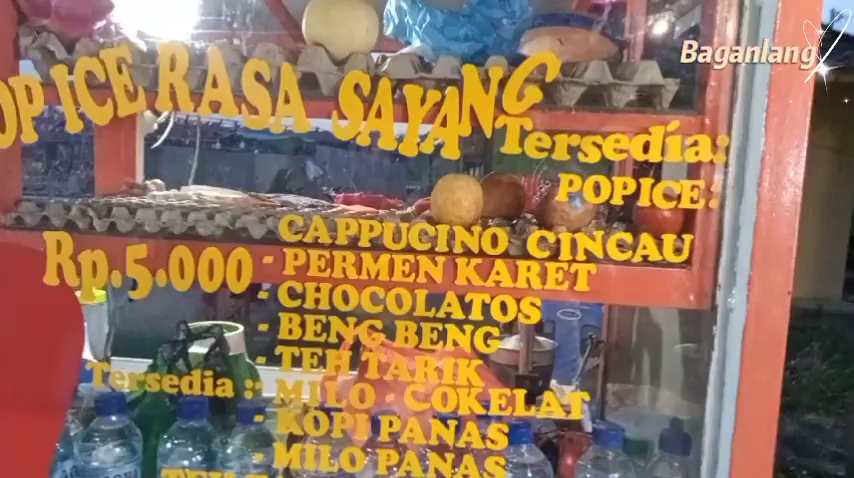 Baganlang
OP ICE RASA SAYANG
Tersedia:
POPICE:
CAPPUCINO CINCAU
Rp.5.000 - PERMEN KARET
- CHOCOLATOS
- BENG BENG
- TEH TARIK
Tersedia : - MILO - COKELAT
- KOPI PANAS
- MILO PANAS